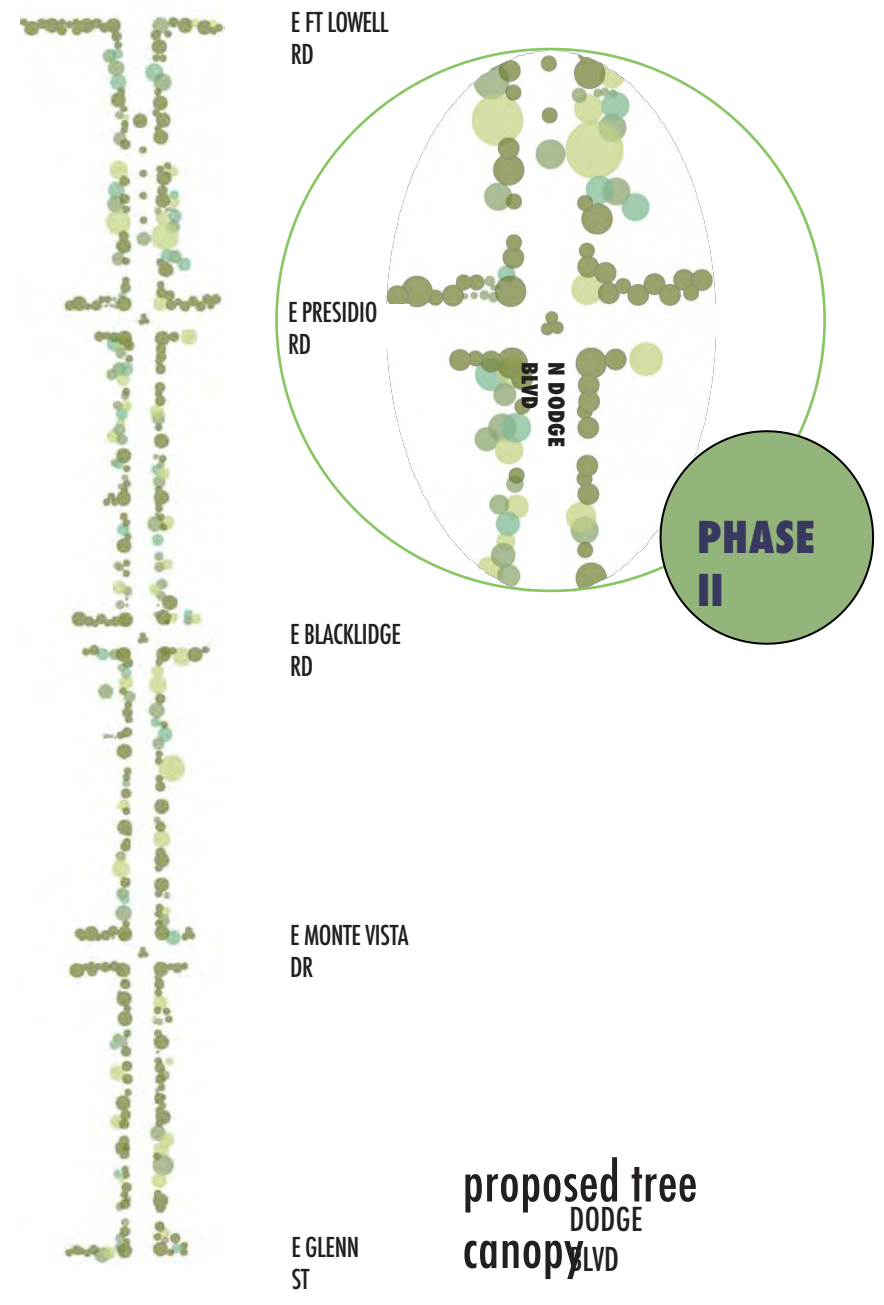 E FT LOWELL
RD
E PRESIDIO
RD
N DODGE
BLVD
PHASE
II
E BLACKLIDGE
RD
E MONTE VISTA
DR
E GLENN
ST
proposed tree
canopy
DODGE
BLVD